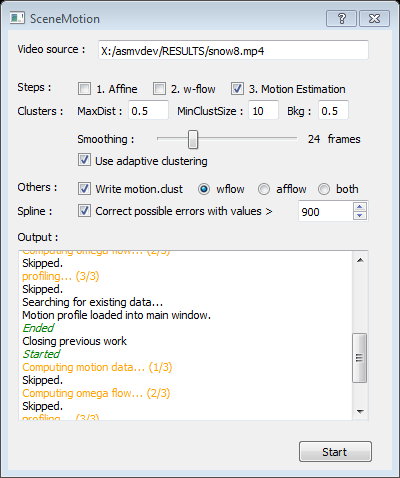 SceneMotion
Video source : X:/asmvdev/RESULTS/snow8.mp4
Steps : 1. Affine 2. w-flow 3. Motion Estimation
Clusters : MaxDist : 0.5 MinClustSize : 10 Bkg : 0.5
Smoothing : 24 frames
Use adaptive clustering
Others : Write motion.clust wflow afflow both
Spline : Correct possible errors with values > 900
Output :
Computing omega flow... (2/3)
Skipped.
profiling... (3/3)
Skipped.
Searching for existing data...
Motion profile loaded into main window.
Ended
Closing previous work
Started
Computing motion data... (1/3)
Skipped.
Computing omega flow... (2/3)
Skipped.
profiling... (3/3)
Start